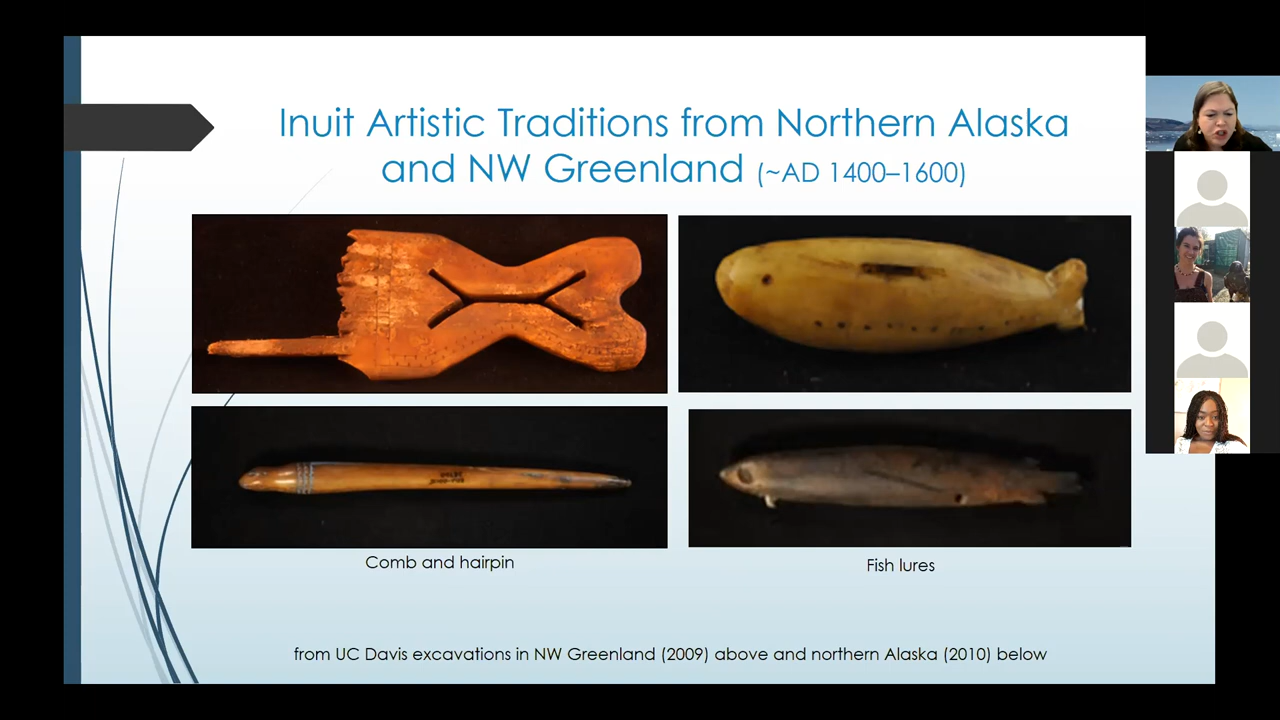 Inuit Artistic Traditions from Northern Alaska
and NW Greenland (~AD 1400–1600)
Comb and hairpin
Fish lures
from UC Davis excavations in NW Greenland (2009) above and northern Alaska (2010) below